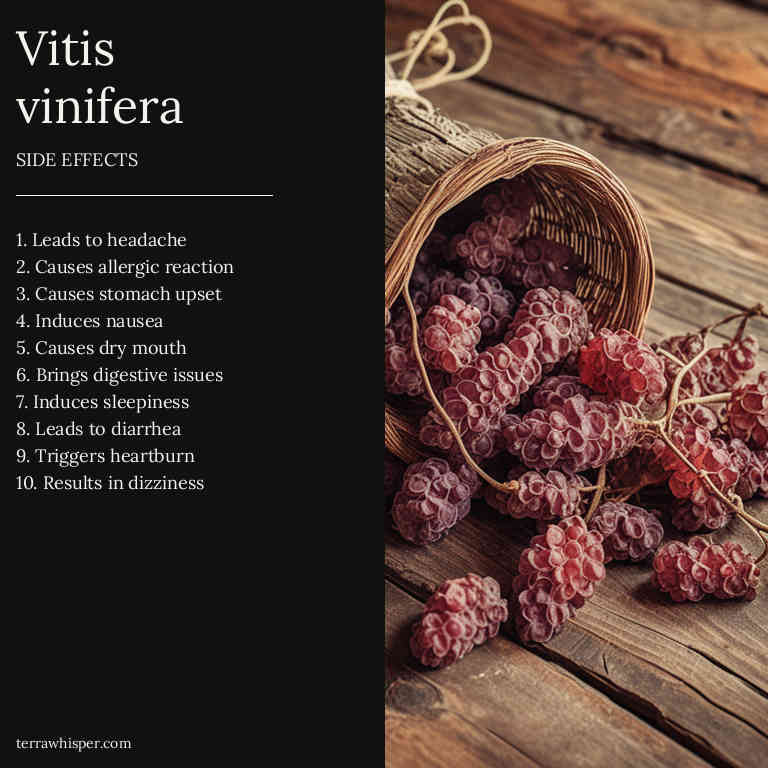 Vitis
vinifera
SIDE EFFECTS
1. Leads to headache
2. Causes allergic reaction
3. Causes stomach upset
4. Induces nausea
5. Causes dry mouth
6. Brings digestive issues
7. Induces sleepiness
8. Leads to diarrhea
9. Triggers heartburn
10. Results in dizziness
terrawhisper.com